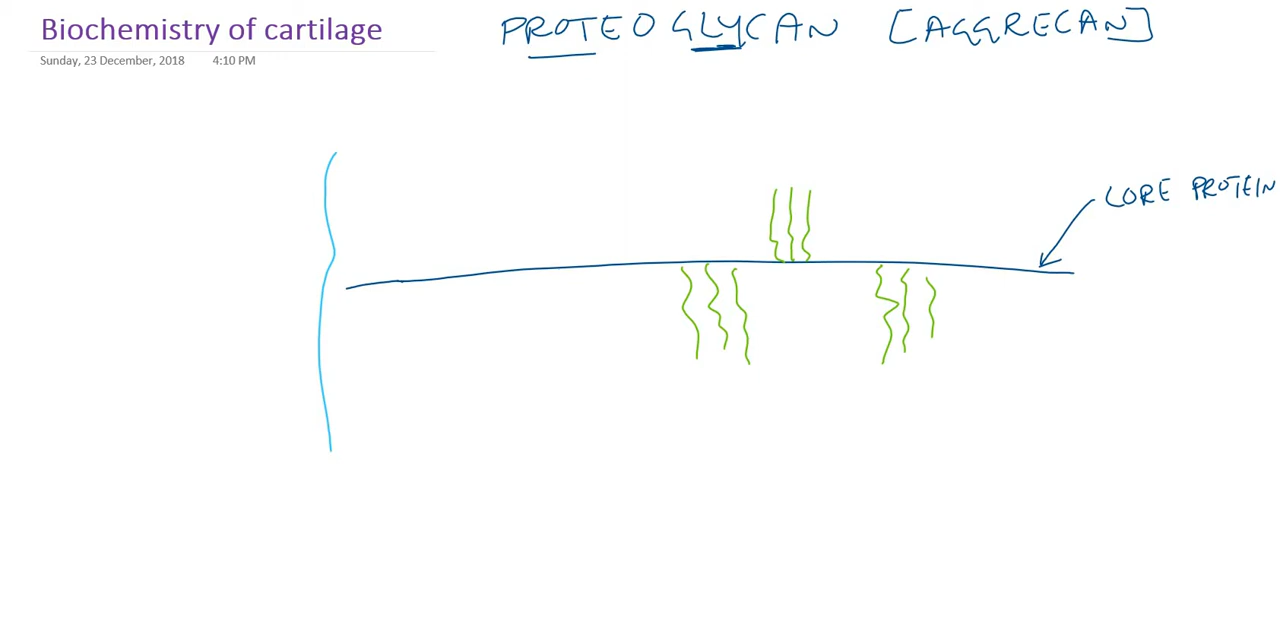 Biochemistry of cartilage
PROTEOGLYCAN [AGGRECAN]
Sunday, 23 December, 2018 4:10 PM
CORE PROTEIN